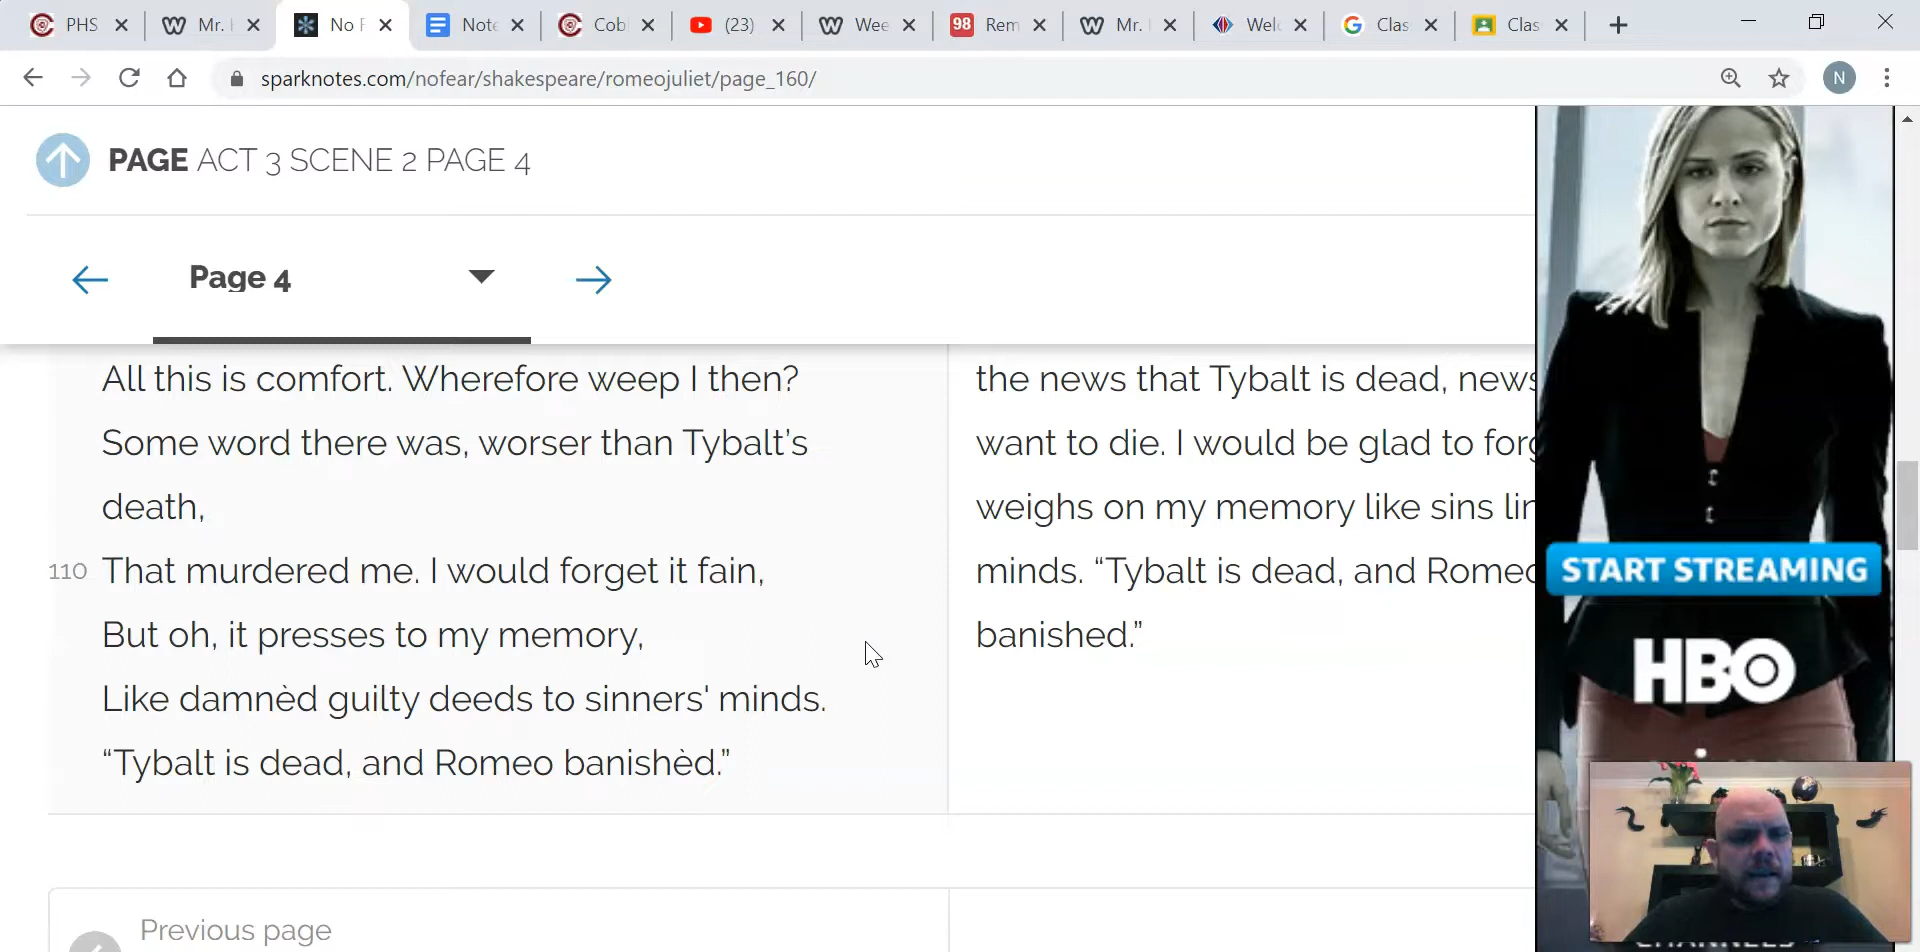 PHS
Mr.
No F
Note
Cob
(23)
Wee
98 Rem
Mr.
Welc
Clas
Clas
sparknotes.com/nofear/shakespeare/romeojuliet/page_160/
N
PAGE ACT 3 SCENE 2 PAGE 4
Page 4
All this is comfort. Wherefore weep I then?
Some word there was, worser than Tybalt’s
death,
110 That murdered me. I would forget it fain,
But oh, it presses to my memory,
Like damnèd guilty deeds to sinners' minds.
“Tybalt is dead, and Romeo banishèd.”
the news that Tybalt is dead, news
want to die. I would be glad to forg
weighs on my memory like sins lin
minds. “Tybalt is dead, and Romeo
banished.”
START STREAMING
HBO
CHANNELS
Previous page